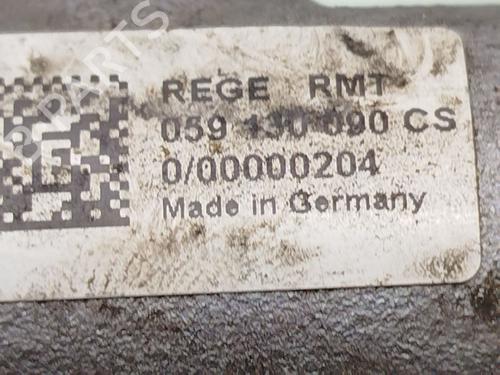 REGE RMT
059 130 090 CS
0/00000204
Made in Germany